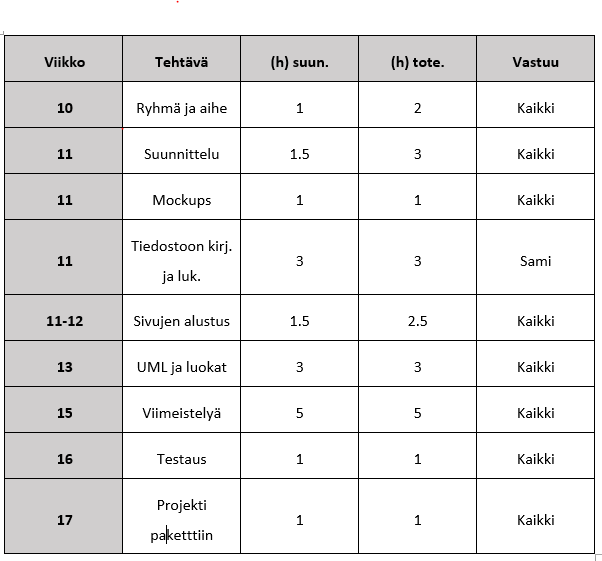 Viikko Tehtävä (h) suun. (h) tote. Vastuu
10 Ryhmä ja aihe 1 2 Kaikki
11 Suunnittelu 1.5 3 Kaikki
11 Mockups 1 1 Kaikki
11 Tiedostoon kirj. 3 3 Sami
ja luk.
11-12 Sivujen alustus 1.5 2.5 Kaikki
13 UML ja luokat 3 3 Kaikki
15 Viimeistelyä 5 5 Kaikki
16 Testaus 1 1 Kaikki
17 Projekti 1 1 Kaikki
paketttiin